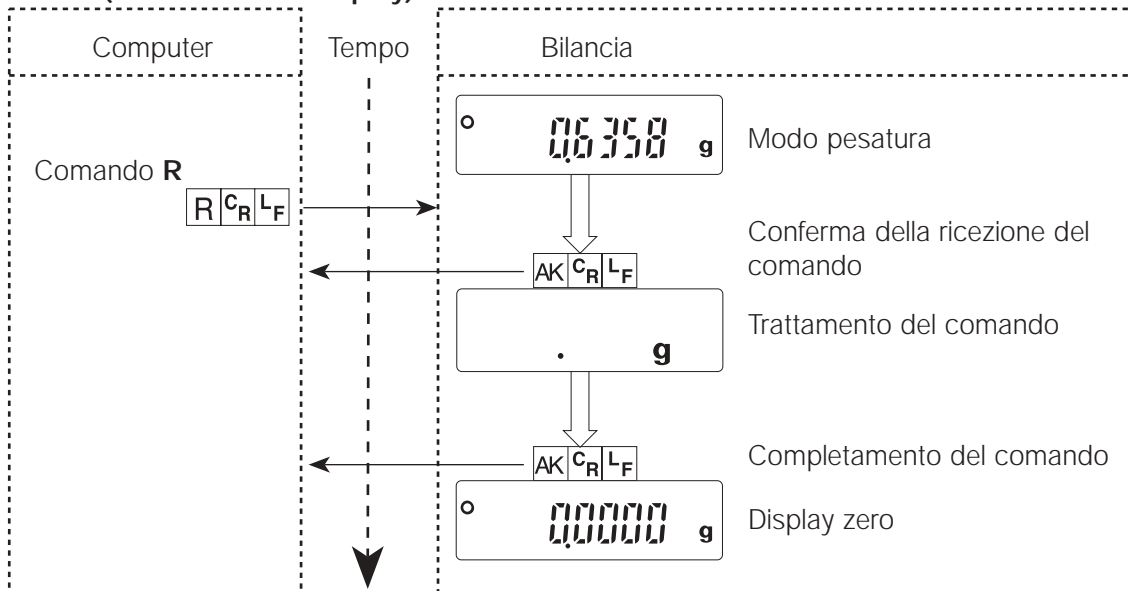 Computer Tempo Bilancia
0.6358 g Modo pesatura
Comando R
R CR LF
Conferma della ricezione del
comando
AK CR LF
Trattamento del comando
. g
AK CR LF
Completamento del comando
0.0000 g
Display zero